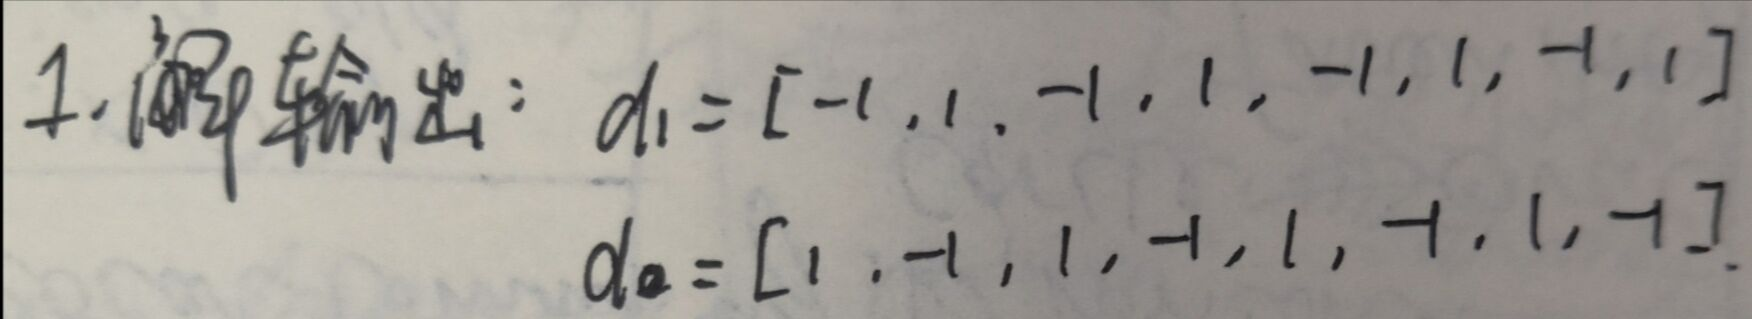 1. 解输出: d₁ = [-1, 1, -1, 1, -1, 1, -1, 1]
d₀ = [1, -1, 1, -1, 1, -1, 1, -1].